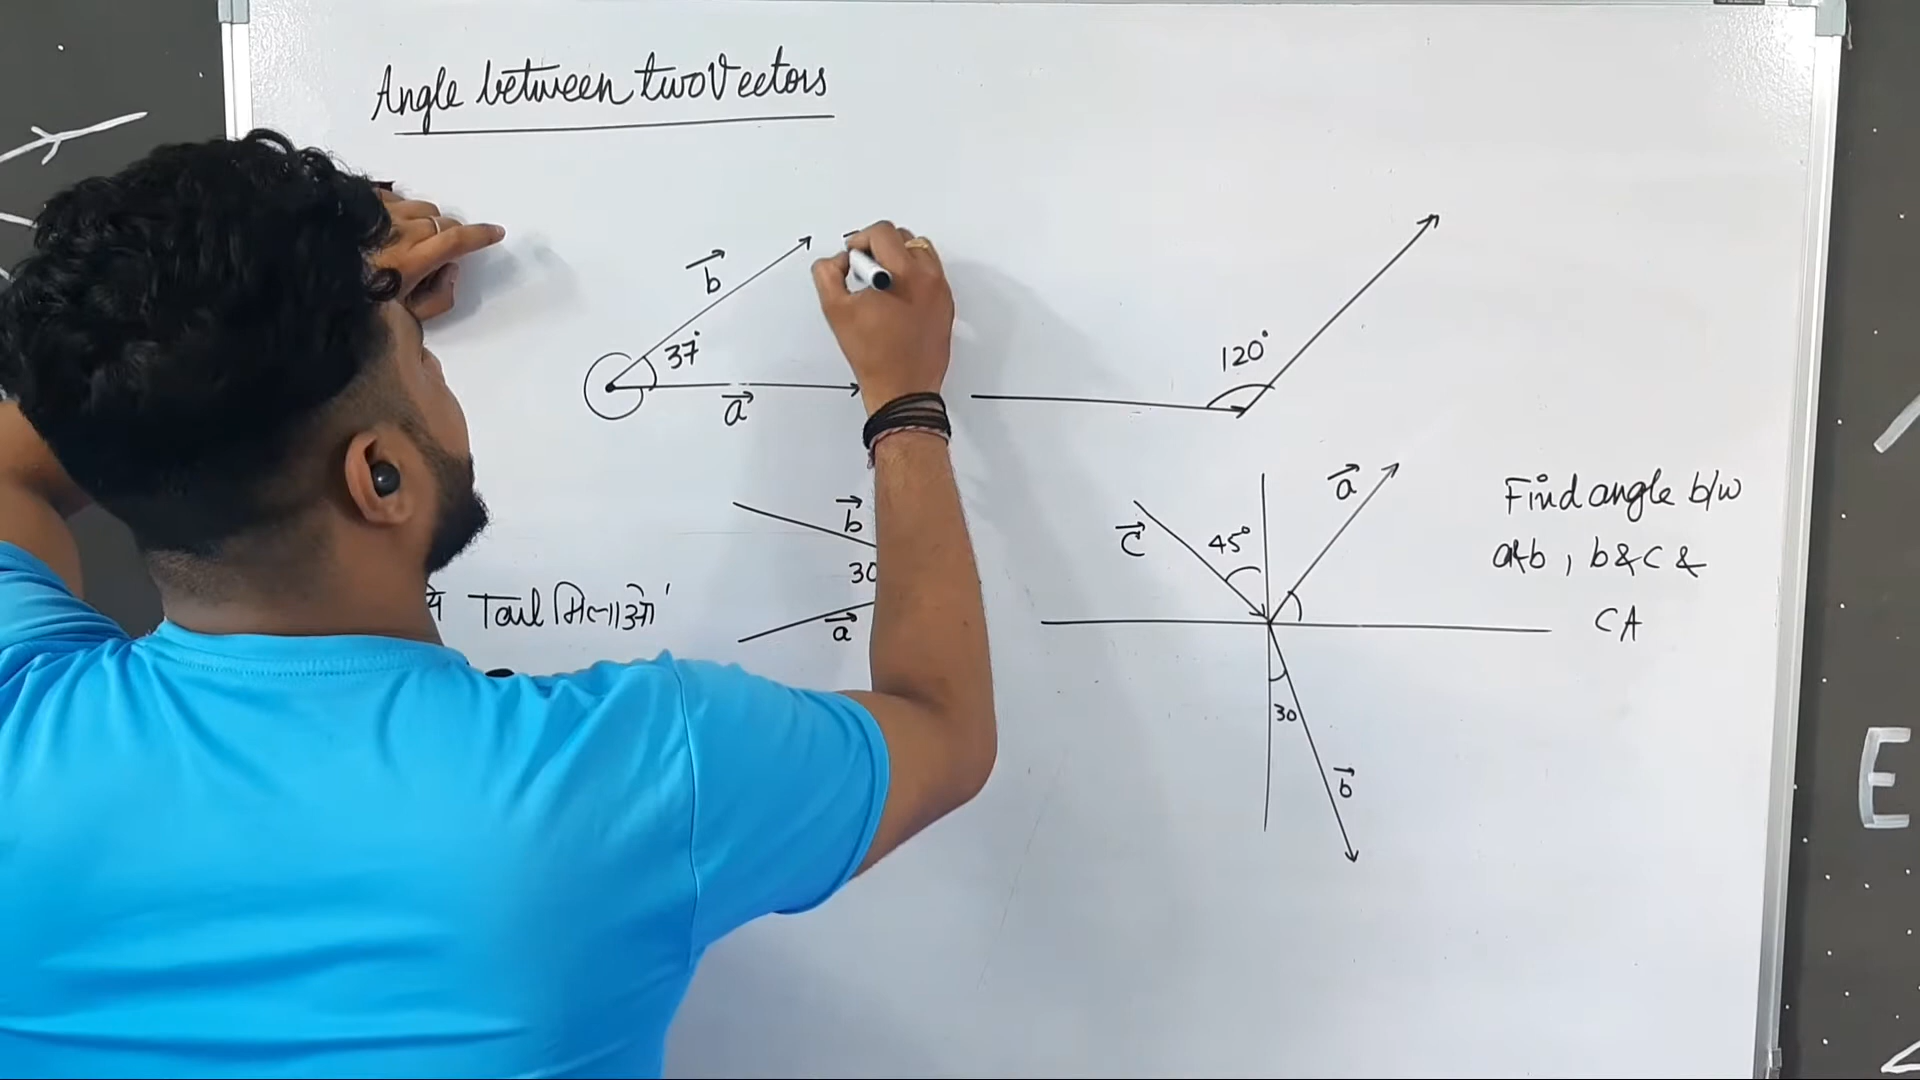 Angle between two Vectors
b
37°
a
120°
b
30
a
Tail मिलाओ
c
45°
a
30
b
Find angle b/w
a&b, b&c &
CA
E